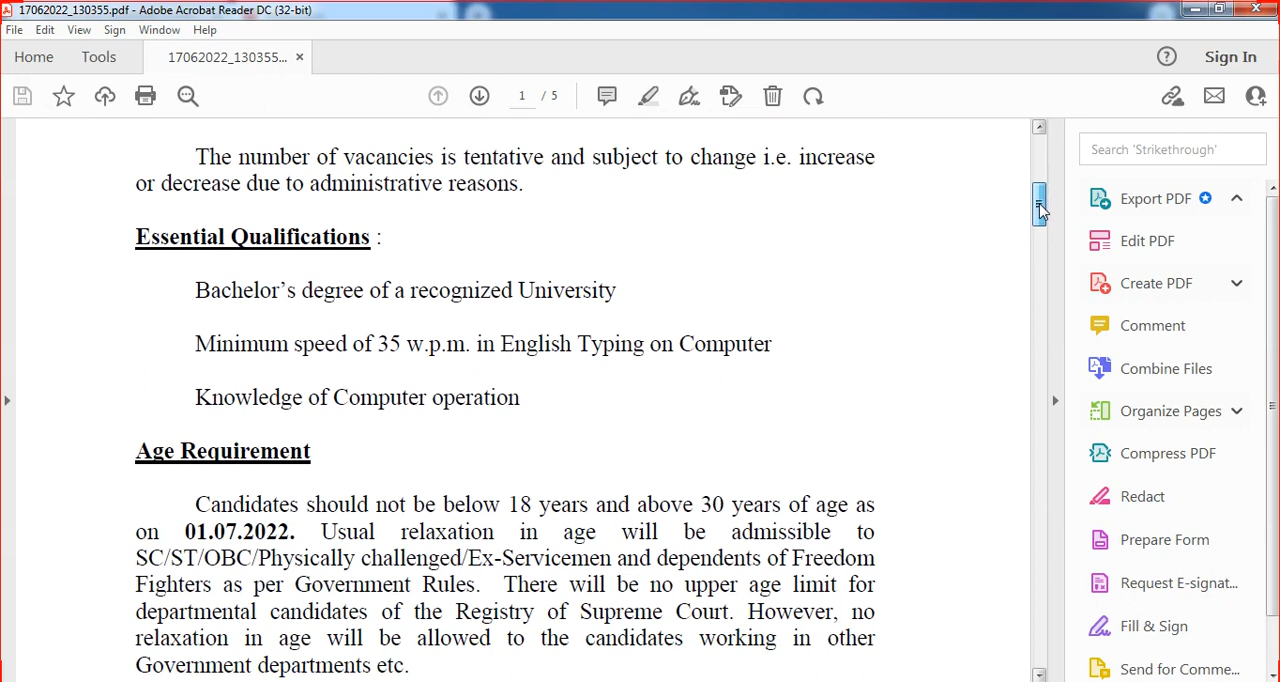 17062022_130355.pdf - Adobe Acrobat Reader DC (32-bit)
File Edit View Sign Window Help
Home Tools 17062022_130355... ×
? Sign In
1 / 5
The number of vacancies is tentative and subject to change i.e. increase
or decrease due to administrative reasons.
Essential Qualifications :
Bachelor's degree of a recognized University
Minimum speed of 35 w.p.m. in English Typing on Computer
Knowledge of Computer operation
Age Requirement
Candidates should not be below 18 years and above 30 years of age as
on 01.07.2022. Usual relaxation in age will be admissible to
SC/ST/OBC/Physically challenged/Ex-Servicemen and dependents of Freedom
Fighters as per Government Rules. There will be no upper age limit for
departmental candidates of the Registry of Supreme Court. However, no
relaxation in age will be allowed to the candidates working in other
Government departments etc.
Search 'Strikethrough'
Export PDF
Edit PDF
Create PDF
Comment
Combine Files
Organize Pages
Compress PDF
Redact
Prepare Form
Request E-signat...
Fill & Sign
Send for Comme...